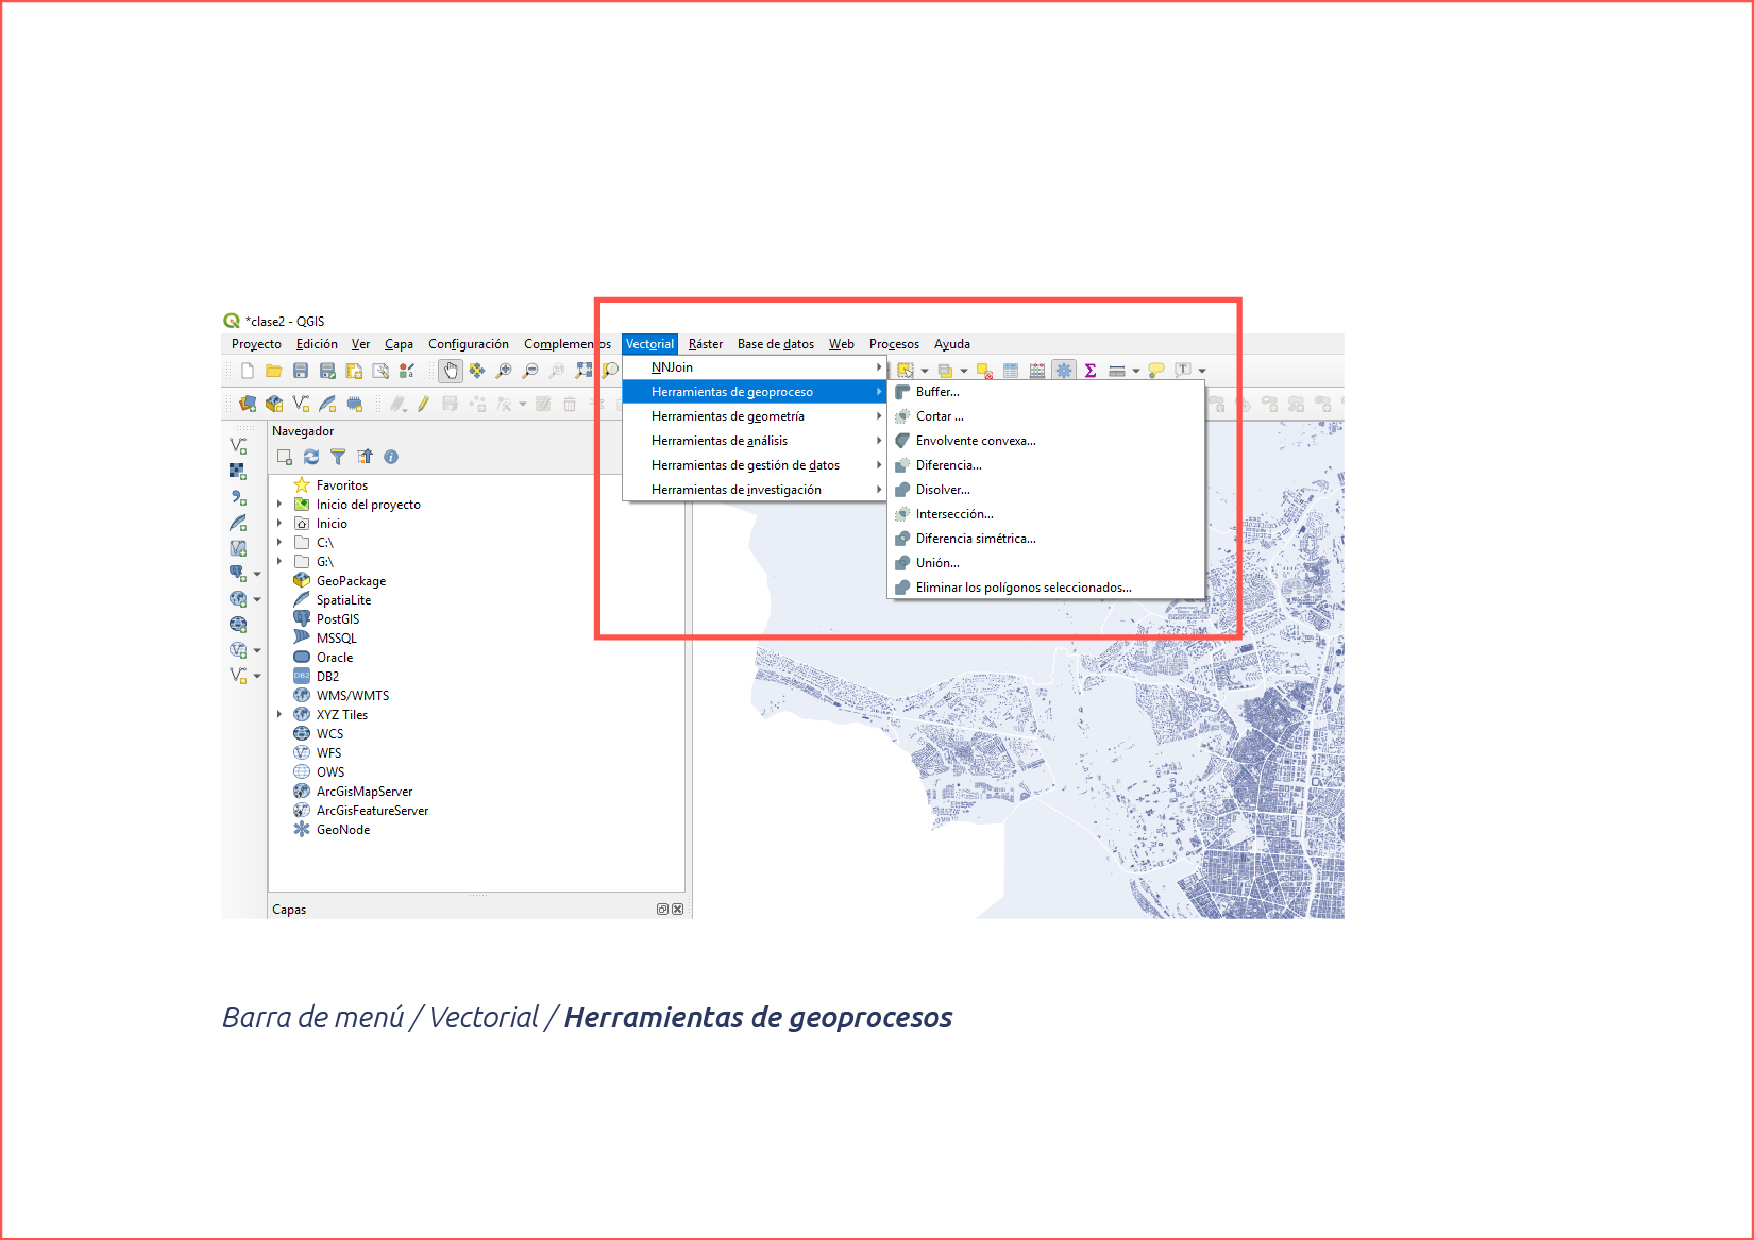 *clase2 - QGIS
Proyecto Edición Ver Capa Configuración Complementos Vectorial Ráster Base de datos Web Procesos Ayuda
NNJoin
Herramientas de geoproceso
Herramientas de geometría
Herramientas de análisis
Herramientas de gestión de datos
Herramientas de investigación
Buffer...
Cortar ...
Envolvente convexa...
Diferencia...
Disolver...
Intersección...
Diferencia simétrica...
Unión...
Eliminar los polígonos seleccionados...
Navegador
Favoritos
Inicio del proyecto
Inicio
C:\
G:\
GeoPackage
SpatiaLite
PostGIS
MSSQL
Oracle
DB2
WMS/WMTS
XYZ Tiles
WCS
WFS
OWS
ArcGisMapServer
ArcGisFeatureServer
GeoNode
Capas
Barra de menú / Vectorial / Herramientas de geoprocesos